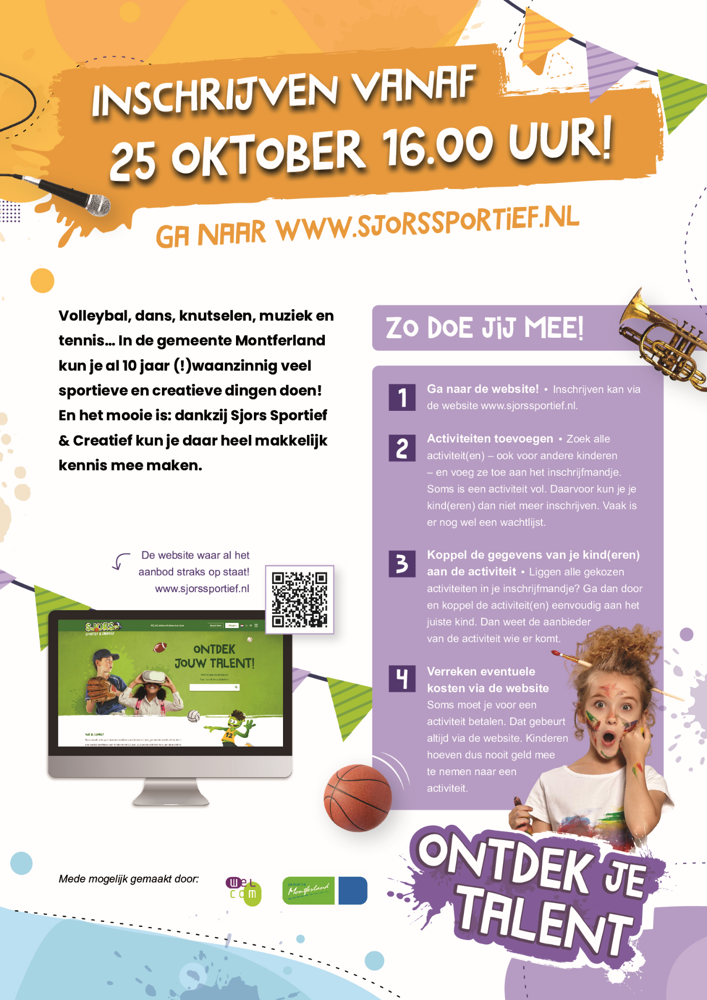 INSCHRIJVEN VANAF
25 OKTOBER 16.00 UUR!
GA NAAR WWW.SJORSSPORTIEF.NL
Volleybal, dans, knutselen, muziek en
tennis... In de gemeente Montferland
kun je al 10 jaar (!)waanzinnig veel
sportieve en creatieve dingen doen!
En het mooie is: dankzij Sjors Sportief
& Creatief kun je daar heel makkelijk
kennis mee maken.
De website waar al het
aanbod straks op staat!
www.sjorssportief.nl
SJORS
SPORTIEF & CREATIEF
ONTDEK
JOUW TALENT!
WIE IS SJORS?
12
ZO DOE JIJ MEE!
1
Ga naar de website! • Inschrijven kan via
de website www.sjorssportief.nl.
2
Activiteiten toevoegen • Zoek alle
activiteit(en) – ook voor andere kinderen
– en voeg ze toe aan het inschrijfmandje.
Soms is een activiteit vol. Daarvoor kun je je
kind(eren) dan niet meer inschrijven. Vaak is
er nog wel een wachtlijst.
3
Koppel de gegevens van je kind(eren)
aan de activiteit • Liggen alle gekozen
activiteiten in je inschrijfmandje? Ga dan door
en koppel de activiteit(en) eenvoudig aan het
juiste kind. Dan weet de aanbieder
van de activiteit wie er komt.
4
Verreken eventuele
kosten via de website
Soms moet je voor een
activiteit betalen. Dat gebeurt
altijd via de website. Kinderen
hoeven dus nooit geld mee
te nemen naar een
activiteit.
Mede mogelijk gemaakt door:
wel
com
gemeente
Montferland
ONTDEK JE
TALENT